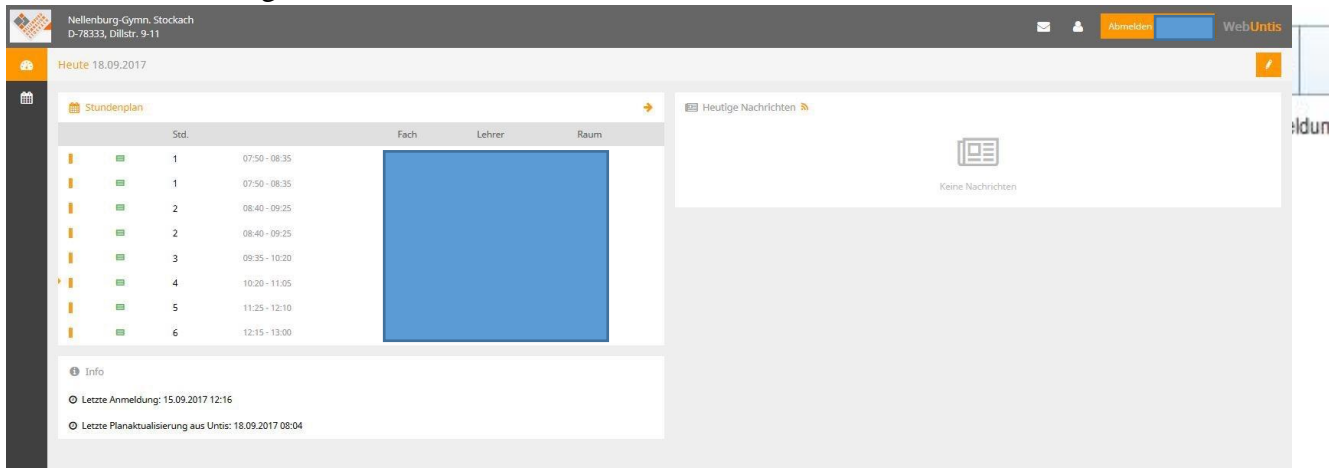 Nellenburg-Gymn. Stockach
D-78333, Dillstr. 9-11
Abmelden
WebUntis
Heute 18.09.2017
Stundenplan
Std. Fach Lehrer Raum
1 07:50 - 08:35
1 07:50 - 08:35
2 08:40 - 09:25
2 08:40 - 09:25
3 09:35 - 10:20
4 10:20 - 11:05
5 11:25 - 12:10
6 12:15 - 13:00
Info
Letzte Anmeldung: 15.09.2017 12:16
Letzte Planaktualisierung aus Untis: 18.09.2017 08:04
Heutige Nachrichten
Keine Nachrichten